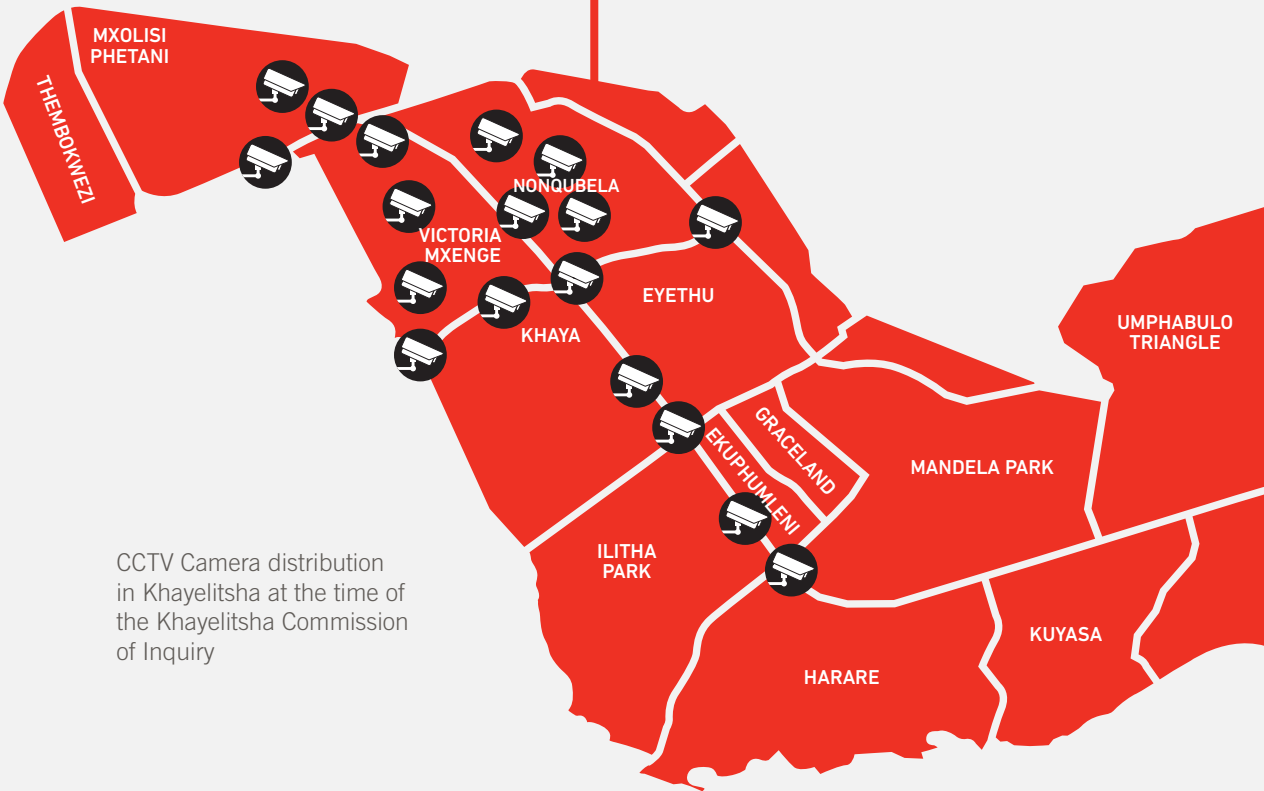 MXOLISI
PHETANI
THEMBOKWEZI
NONQUBELA
VICTORIA
MXENGE
EYETHU
KHAYA
UMPHABULO
TRIANGLE
GRACELAND
EKUPHUMLENI
MANDELA PARK
ILITHA
PARK
KUYASA
HARARE
CCTV Camera distribution
in Khayelitsha at the time of
the Khayelitsha Commission
of Inquiry